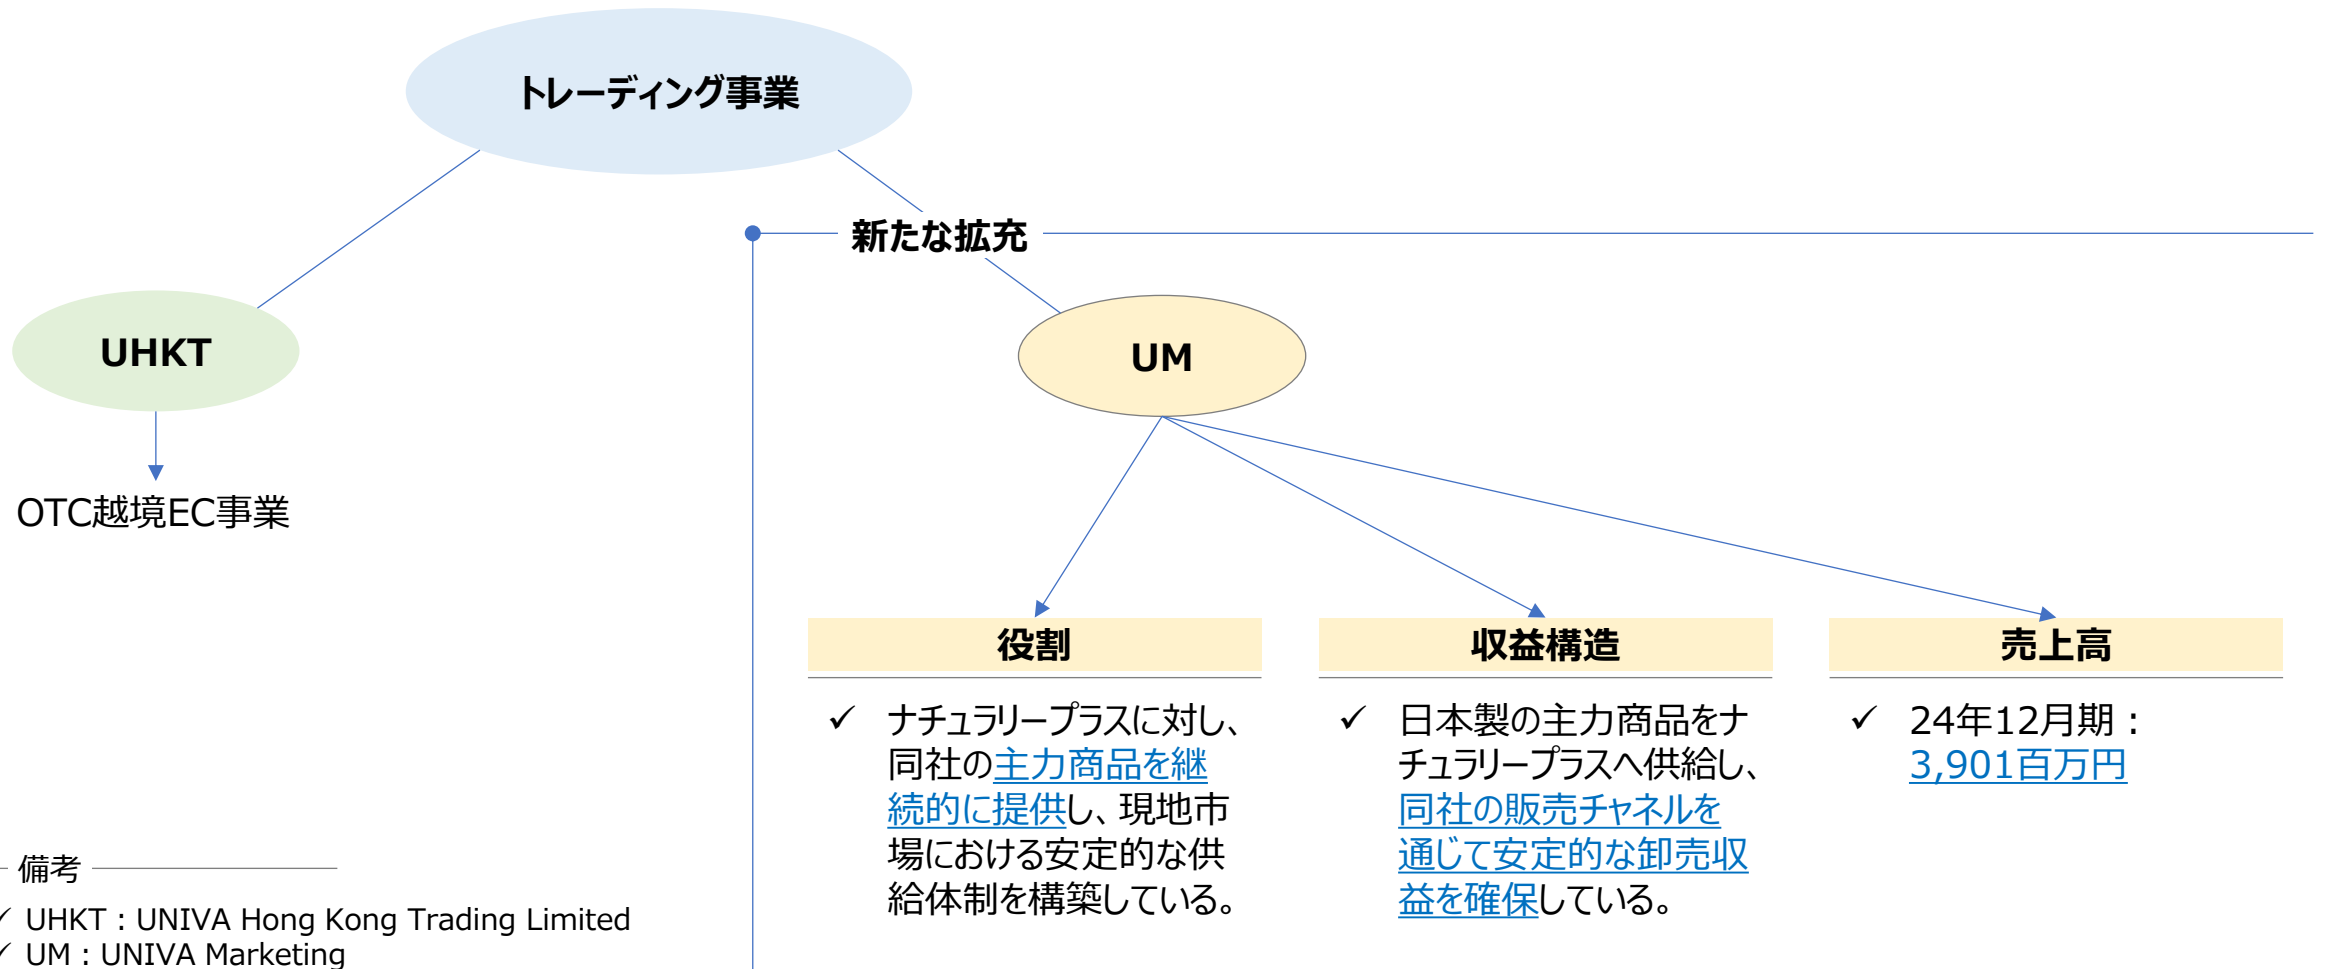 トレーディング事業
新たな拡充
UHKT
UM
OTC越境EC事業
役割
✓ ナチュラリープラスに対し、
同社の主力商品を継
続的に提供し、現地市
場における安定的な供
給体制を構築している。
収益構造
✓ 日本製の主力商品をナ
チュラリープラスへ供給し、
同社の販売チャネルを
通じて安定的な卸売収
益を確保している。
売上高
✓ 24年12月期：
3,901百万円
備考
✓ UHKT：UNIVA Hong Kong Trading Limited
✓ UM：UNIVA Marketing